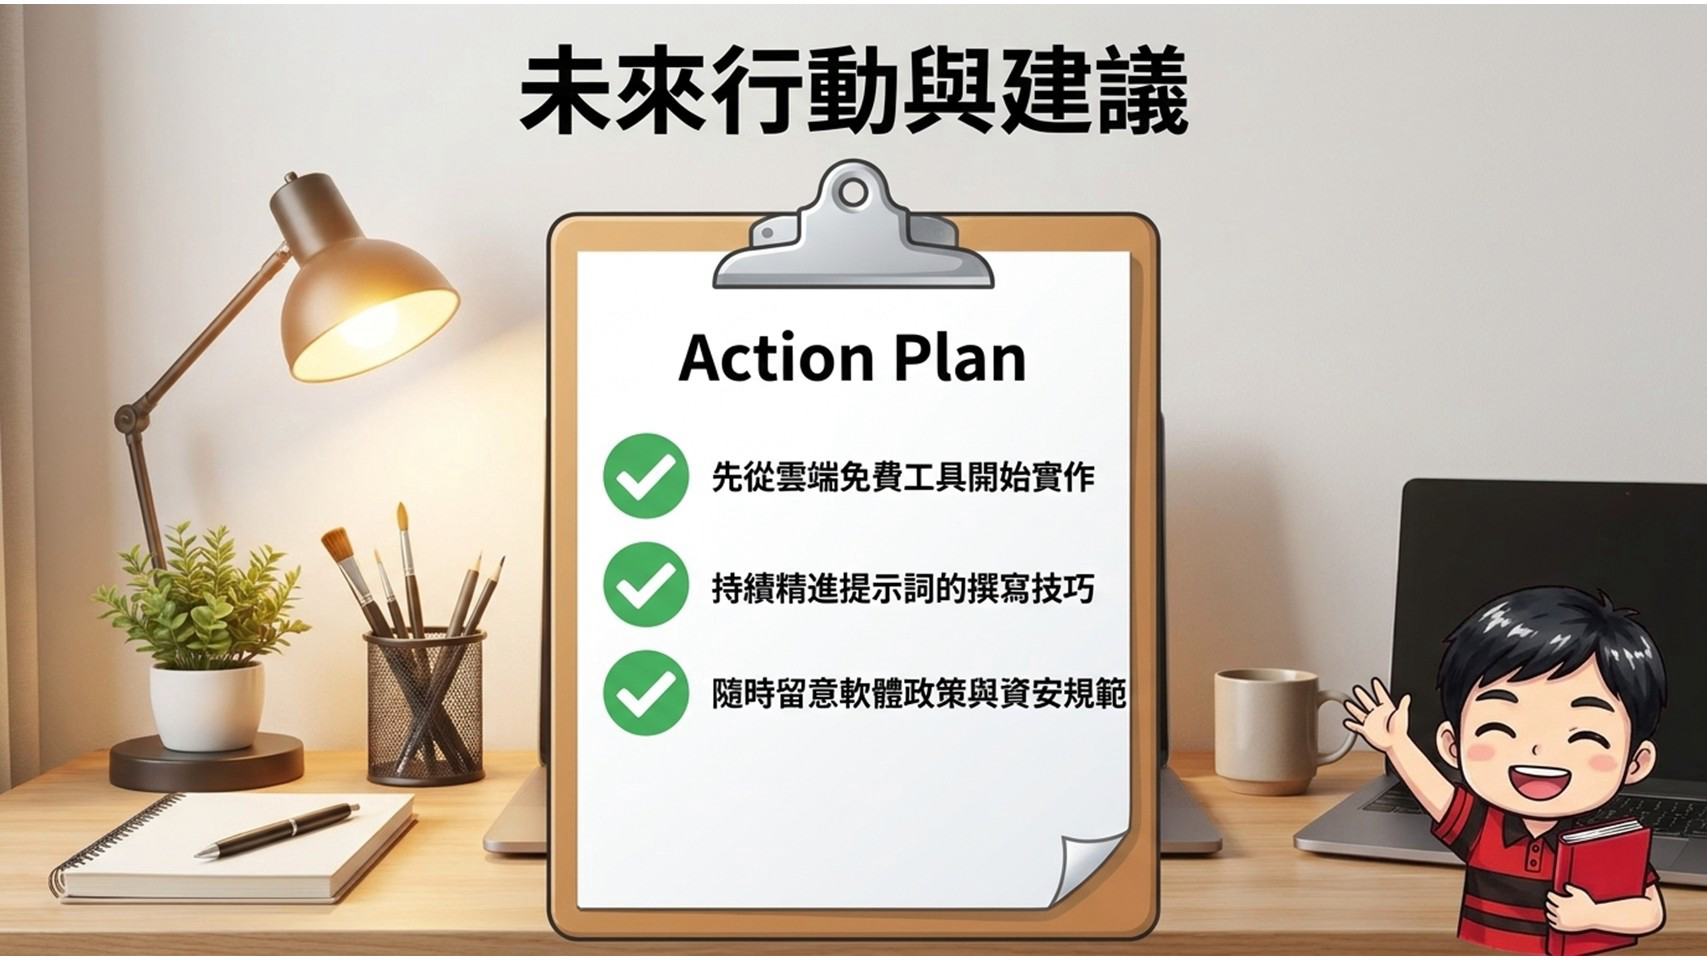 未來行動與建議
Action Plan
先從雲端免費工具開始實作
持續精進提示詞的撰寫技巧
隨時留意軟體政策與資安規範